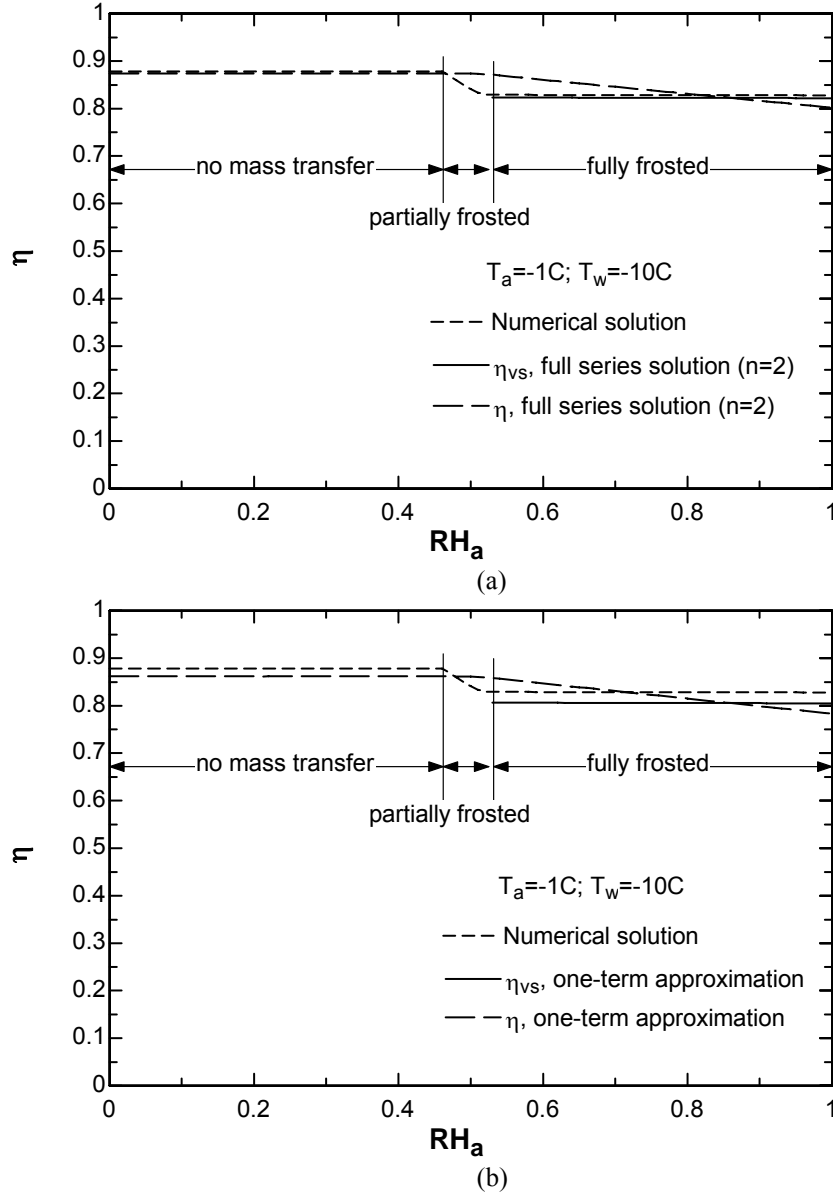 1
0.9
0.8
0.7
0.6
0.5
0.4
0.3
0.2
0.1
0
η
no mass transfer
fully frosted
partially frosted
Ta=-1C; Tw=-10C
Numerical solution
ηvs, full series solution (n=2)
η, full series solution (n=2)
0 0.2 0.4 0.6 0.8 1
RHa
(a)
1
0.9
0.8
0.7
0.6
0.5
0.4
0.3
0.2
0.1
0
η
no mass transfer
fully frosted
partially frosted
Ta=-1C; Tw=-10C
Numerical solution
ηvs, one-term approximation
η, one-term approximation
0 0.2 0.4 0.6 0.8 1
RHa
(b)